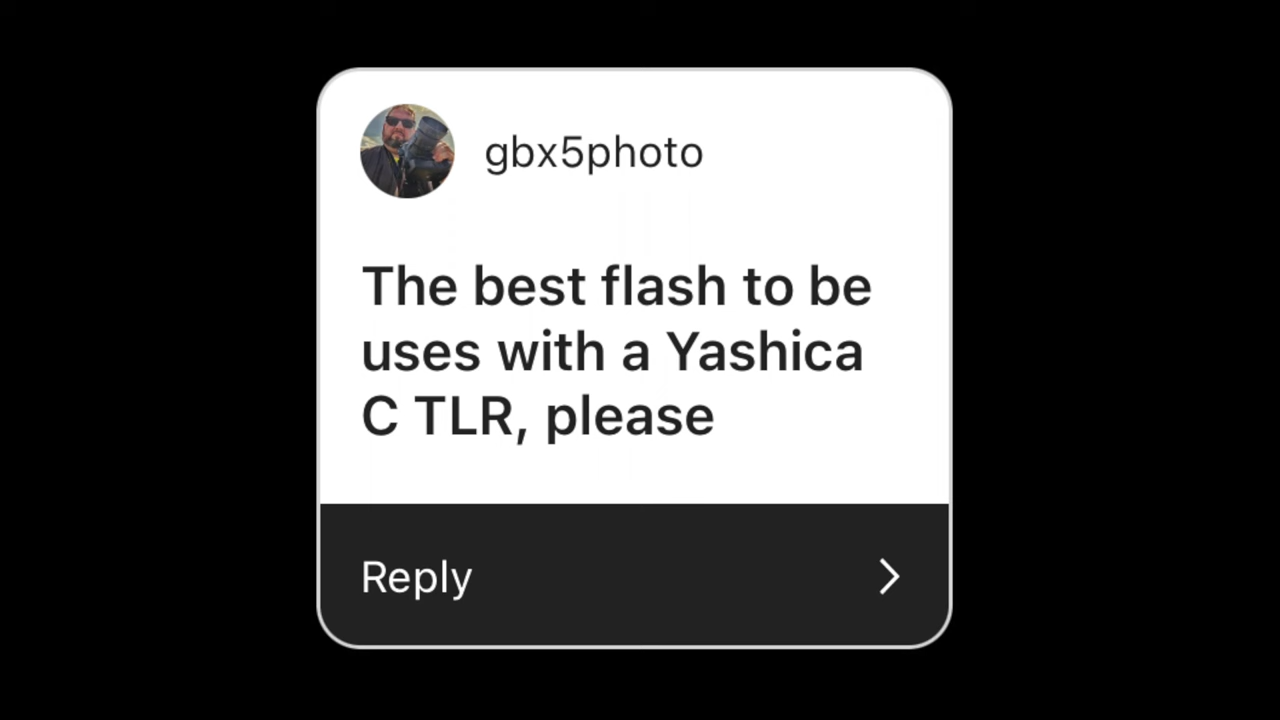 gbx5photo
The best flash to be
uses with a Yashica
C TLR, please
Reply